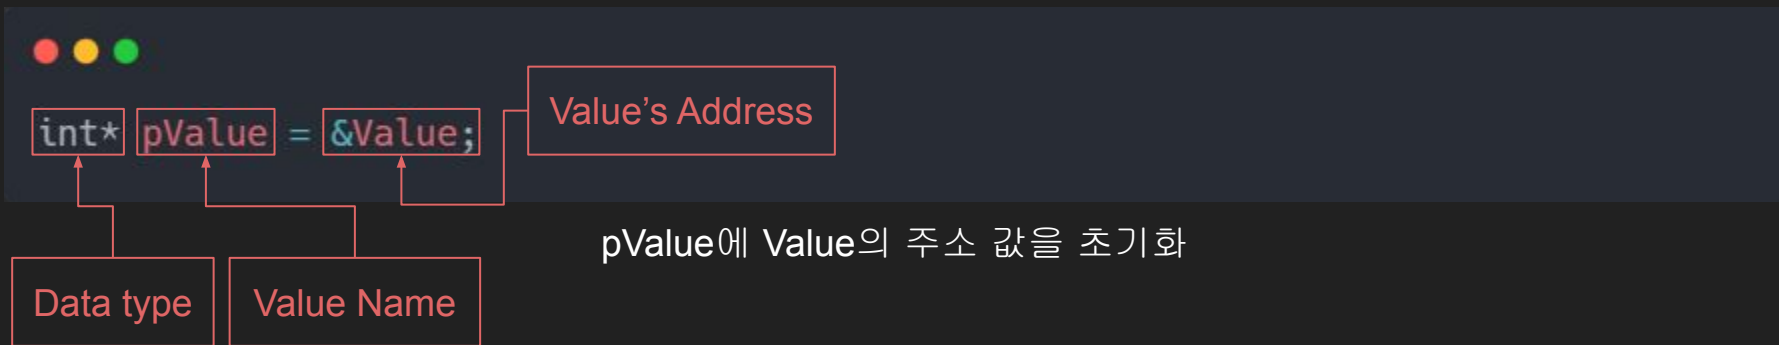 Value’s Address
int* pValue = &Value;
pValue에 Value의 주소 값을 초기화
Data type
Value Name